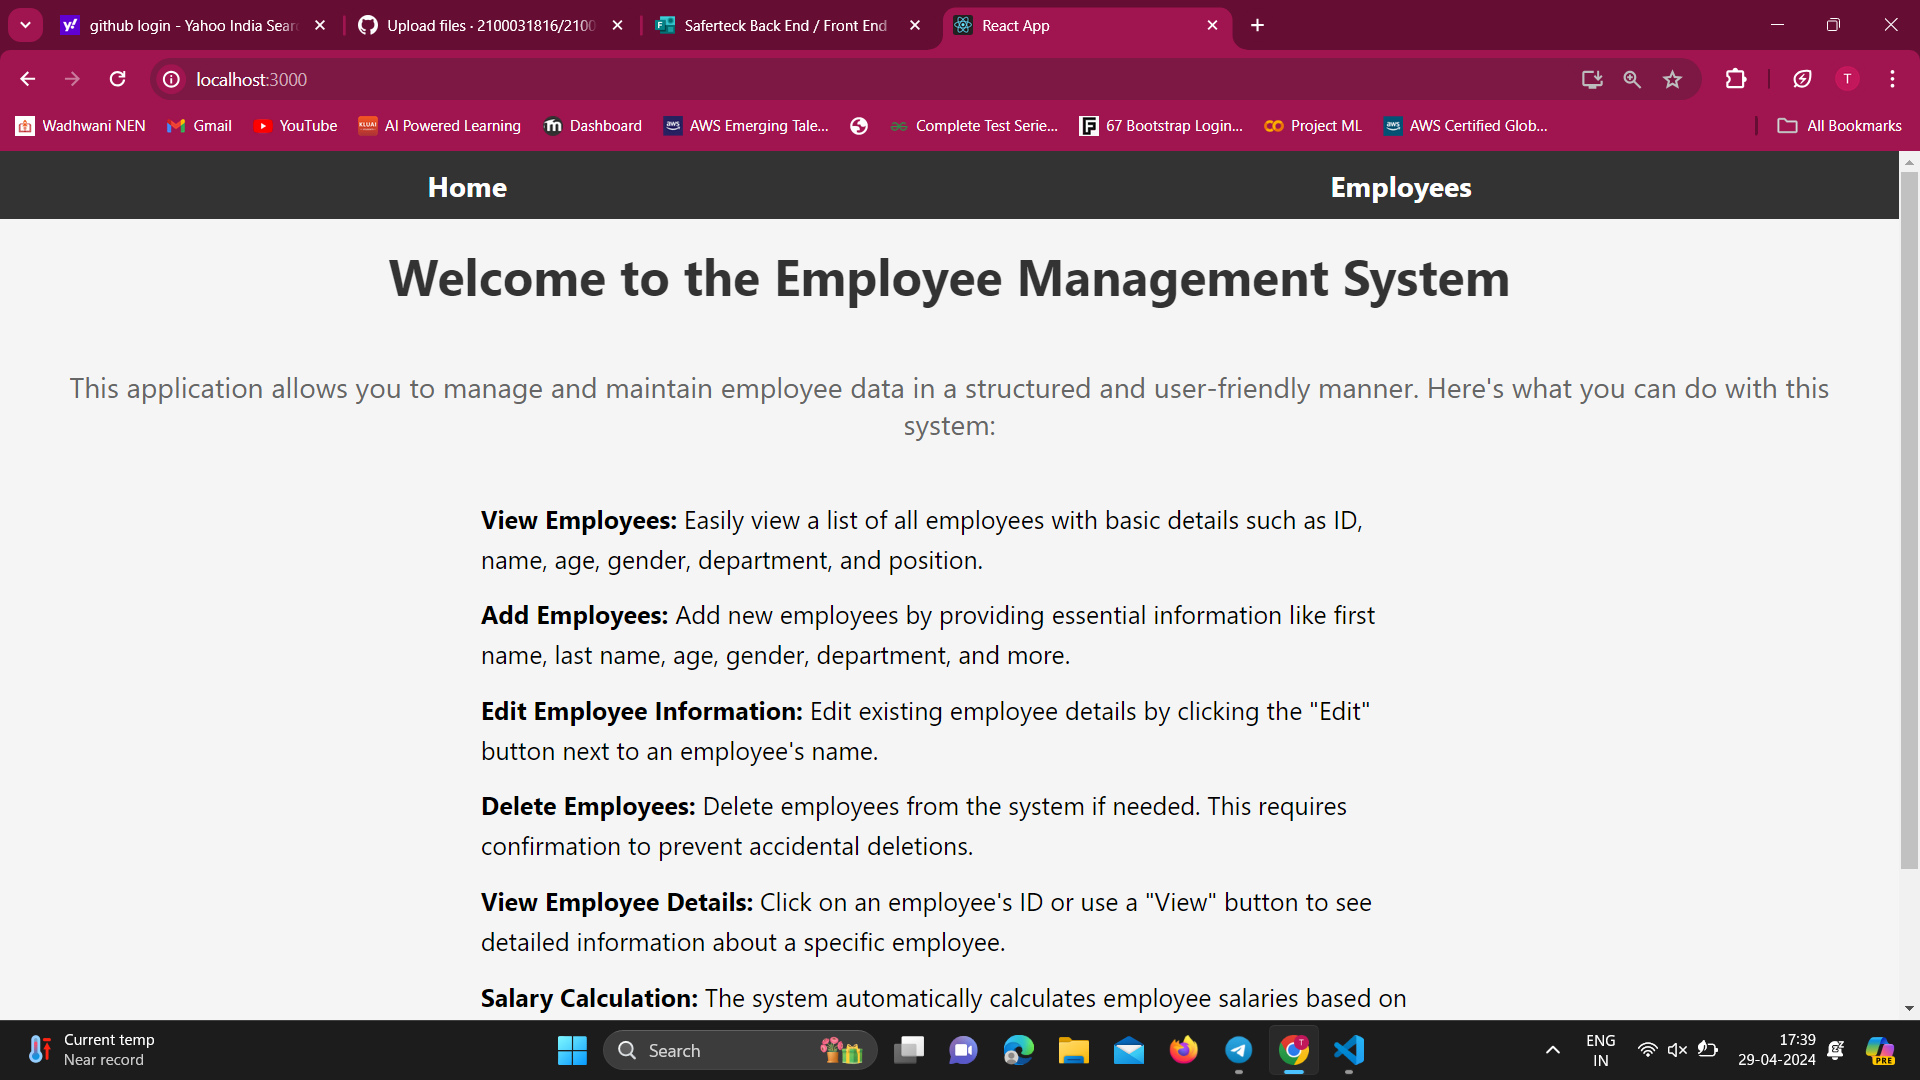 github login - Yahoo India Sear
Upload files · 2100031816/2100
Saferteck Back End / Front End
React App
localhost:3000
T
Wadhwani NEN
Gmail
YouTube
KLUAI
AI Powered Learning
Dashboard
aws
AWS Emerging Tale...
Complete Test Serie...
67 Bootstrap Login...
Project ML
aws
AWS Certified Glob...
All Bookmarks
Home
Employees
Welcome to the Employee Management System
This application allows you to manage and maintain employee data in a structured and user-friendly manner. Here's what you can do with this
system:
View Employees: Easily view a list of all employees with basic details such as ID,
name, age, gender, department, and position.
Add Employees: Add new employees by providing essential information like first
name, last name, age, gender, department, and more.
Edit Employee Information: Edit existing employee details by clicking the "Edit"
button next to an employee's name.
Delete Employees: Delete employees from the system if needed. This requires
confirmation to prevent accidental deletions.
View Employee Details: Click on an employee's ID or use a "View" button to see
detailed information about a specific employee.
Salary Calculation: The system automatically calculates employee salaries based on
Current temp
Near record
Search
ENG
IN
17:39
29-04-2024
PRE